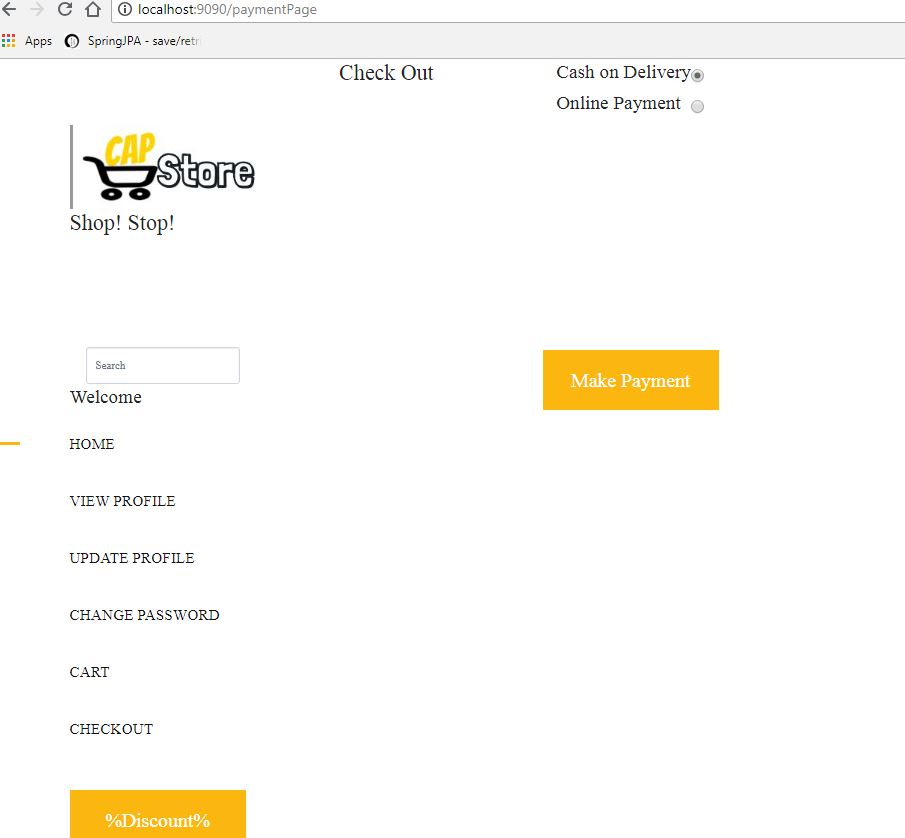 localhost:9090/paymentPage
Apps SpringJPA - save/retr
Check Out
Cash on Delivery
Online Payment
CAP
Store
Shop! Stop!
Search
Make Payment
Welcome
HOME
VIEW PROFILE
UPDATE PROFILE
CHANGE PASSWORD
CART
CHECKOUT
%Discount%